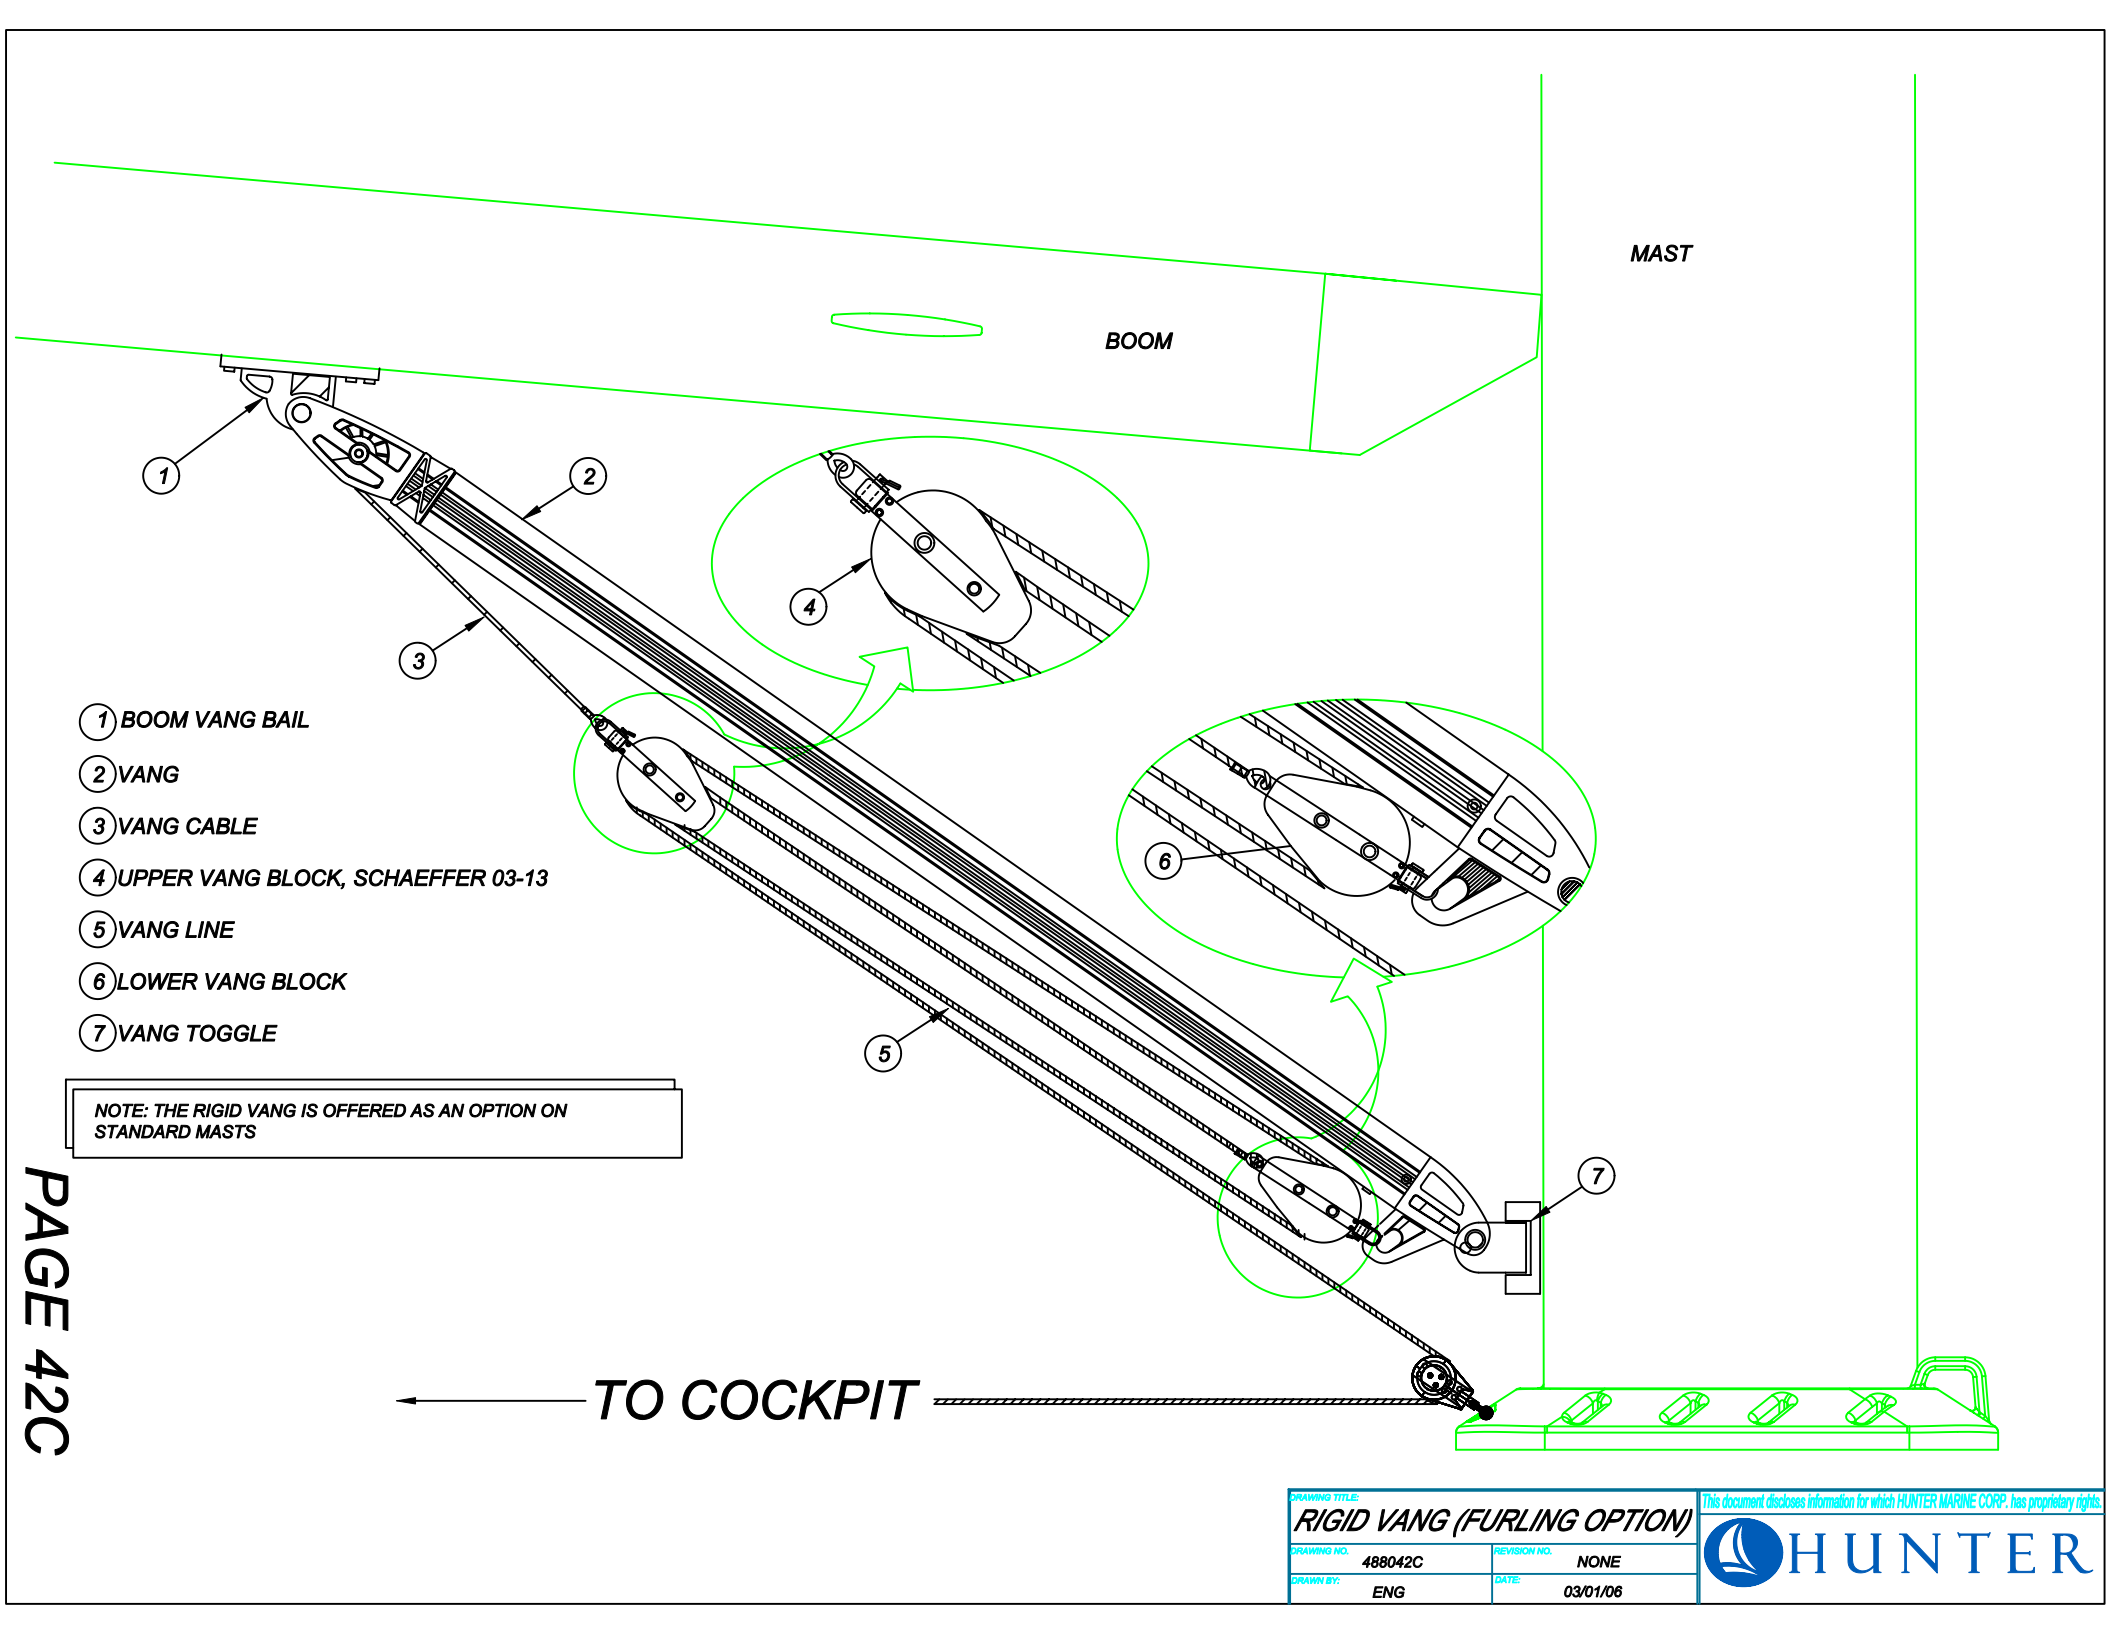 MAST
BOOM
1
2
3
4
5
6
7
1 BOOM VANG BAIL
2 VANG
3 VANG CABLE
4 UPPER VANG BLOCK, SCHAEFFER 03-13
5 VANG LINE
6 LOWER VANG BLOCK
7 VANG TOGGLE
NOTE: THE RIGID VANG IS OFFERED AS AN OPTION ON
STANDARD MASTS
PAGE 42C
TO COCKPIT
DRAWING TITLE:
RIGID VANG (FURLING OPTION)
DRAWING NO.
488042C
REVISION NO.
NONE
DRAWN BY:
ENG
DATE:
03/01/06
This document discloses information for which HUNTER MARINE CORP. has proprietary rights.
HUNTER